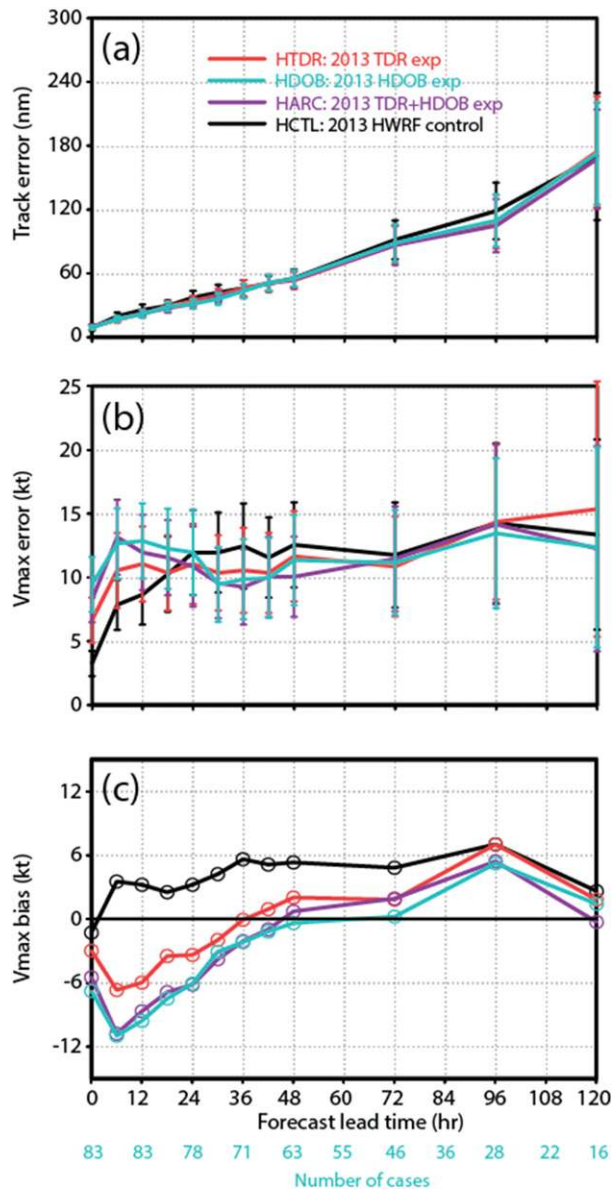 (a)
HTDR: 2013 TDR exp
HDOB: 2013 HDOB exp
HARC: 2013 TDR+HDOB exp
HCTL: 2013 HWRF control
300
240
180
120
60
0
Track errror (nm)
(b)
25
20
15
10
5
0
Vmax error (kt)
(c)
12
6
0
-6
-12
Vmax bias (kt)
0 12 24 36 48 60 72 84 96 108 120
Forecast lead time (hr)
83 83 78 71 63 55 46 36 28 22 16
Number of cases